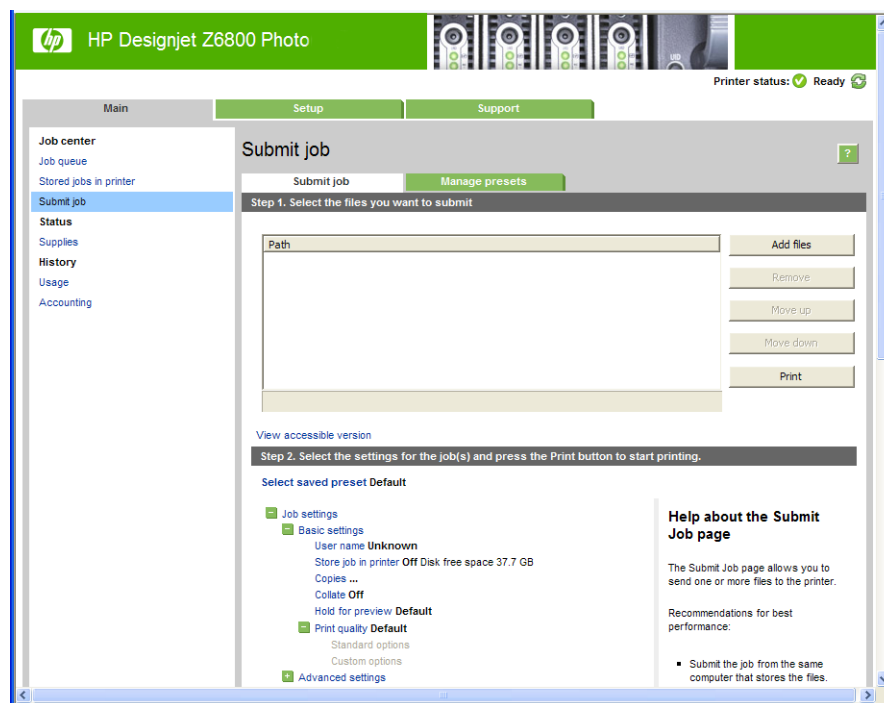 hp HP Designjet Z6800 Photo
UID
Printer status: Ready
Main Setup Support
Job center
Job queue
Stored jobs in printer
Submit job
Status
Supplies
History
Usage
Accounting
Submit job
?
Submit job Manage presets
Step 1. Select the files you want to submit
Path
Add files
Remove
Move up
Move down
Print
View accessible version
Step 2. Select the settings for the job(s) and press the Print button to start printing.
Select saved preset Default
Job settings
Basic settings
User name Unknown
Store job in printer Off Disk free space 37.7 GB
Copies ...
Collate Off
Hold for preview Default
Print quality Default
Standard options
Custom options
Advanced settings
Help about the Submit
Job page
The Submit Job page allows you to
send one or more files to the printer.
Recommendations for best
performance:
Submit the job from the same
computer that stores the files.